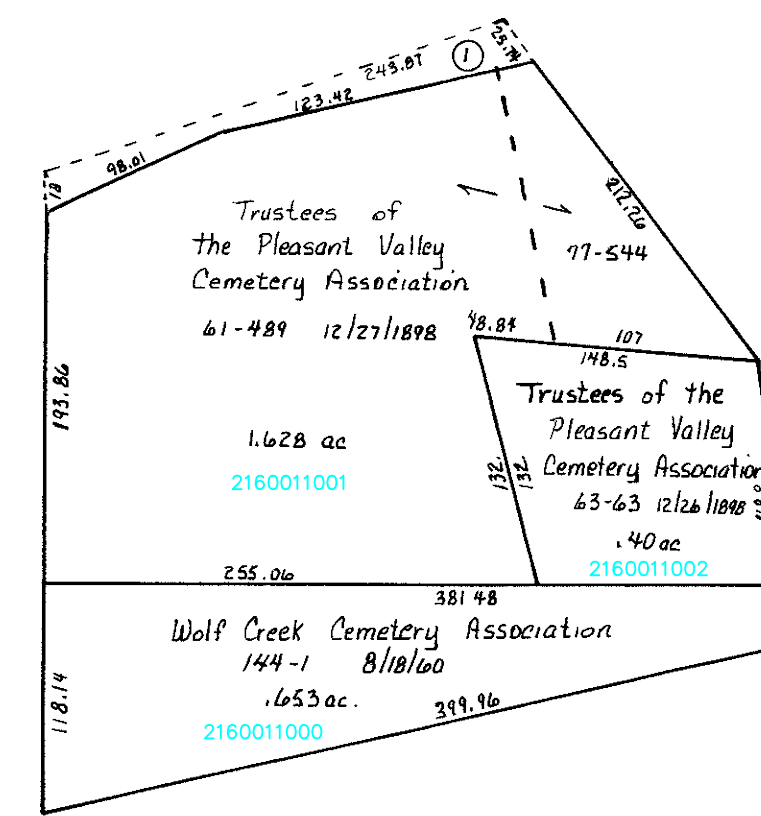 25.74
1
243.87
123.42
98.01
18
212.26
Trustees of
the Pleasant Valley
Cemetery Association
61-489 12/27/1898
77-544
48.84
107
148.5
193.86
1.628 ac
2160011001
132.
132.
Trustees of the
Pleasant Valley
Cemetery Association
63-63 12/26/1898
.40 ac
2160011002
255.06
381 48
Wolf Creek Cemetery Association
144-1 8/18/60
.653 ac.
2160011000
118.14
399.96